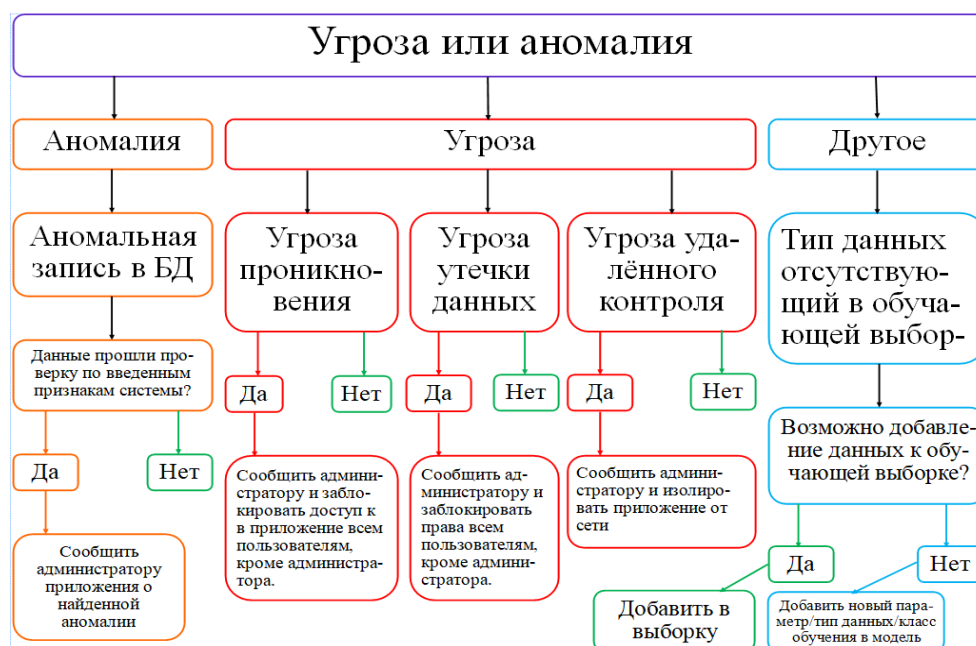 Угроза или аномалия
Аномалия
Угроза
Другое
Аномальная
запись в БД
Угроза
проникно-
вения
Угроза
утечки
данных
Угроза уда-
лённого
контроля
Тип данных
отсутствую-
щий в обуча-
ющей выбор-
Данные прошли про-
верку по введенным
признакам системы?
Да
Нет
Да
Нет
Да
Нет
Возможно добавле-
ние данных к обу-
чающей выборке?
Да
Нет
Сообщить админи-
стратору и заблоки-
ровать доступ к
в приложение всем
пользователям,
кроме администра-
тора.
Сообщить ад-
министратору и
заблокировать
права всем
пользователям,
кроме админи-
стратора.
Сообщить админи-
стратору и изолиро-
вать приложение от
сети
Сообщить
администратору
приложения о
найденной
аномалии
Да
Нет
Добавить в
выборку
Добавить новый пара-
метр/тип данных/класс
обучения в модель